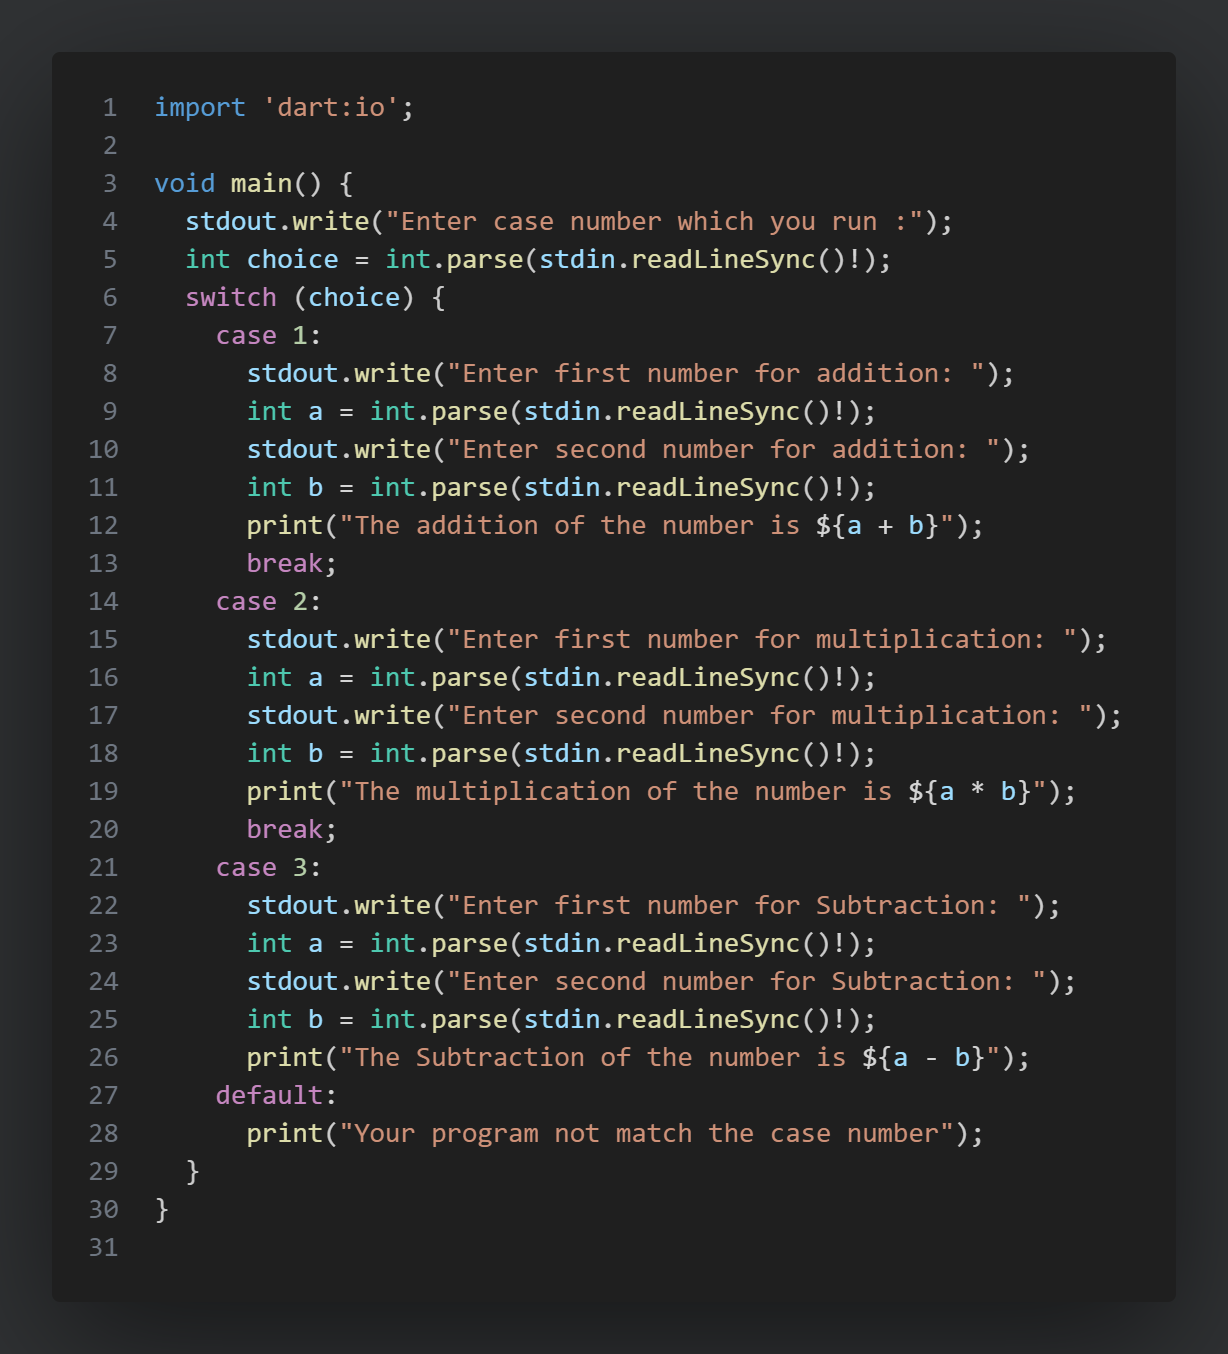 1 import 'dart:io';
2
3 void main() {
4   stdout.write("Enter case number which you run :");
5   int choice = int.parse(stdin.readLineSync()!);
6   switch (choice) {
7     case 1:
8       stdout.write("Enter first number for addition: ");
9       int a = int.parse(stdin.readLineSync()!);
10       stdout.write("Enter second number for addition: ");
11       int b = int.parse(stdin.readLineSync()!);
12       print("The addition of the number is ${a + b}");
13       break;
14     case 2:
15       stdout.write("Enter first number for multiplication: ");
16       int a = int.parse(stdin.readLineSync()!);
17       stdout.write("Enter second number for multiplication: ");
18       int b = int.parse(stdin.readLineSync()!);
19       print("The multiplication of the number is ${a * b}");
20       break;
21     case 3:
22       stdout.write("Enter first number for Subtraction: ");
23       int a = int.parse(stdin.readLineSync()!);
24       stdout.write("Enter second number for Subtraction: ");
25       int b = int.parse(stdin.readLineSync()!);
26       print("The Subtraction of the number is ${a - b}");
27     default:
28       print("Your program not match the case number");
29   }
30 }
31